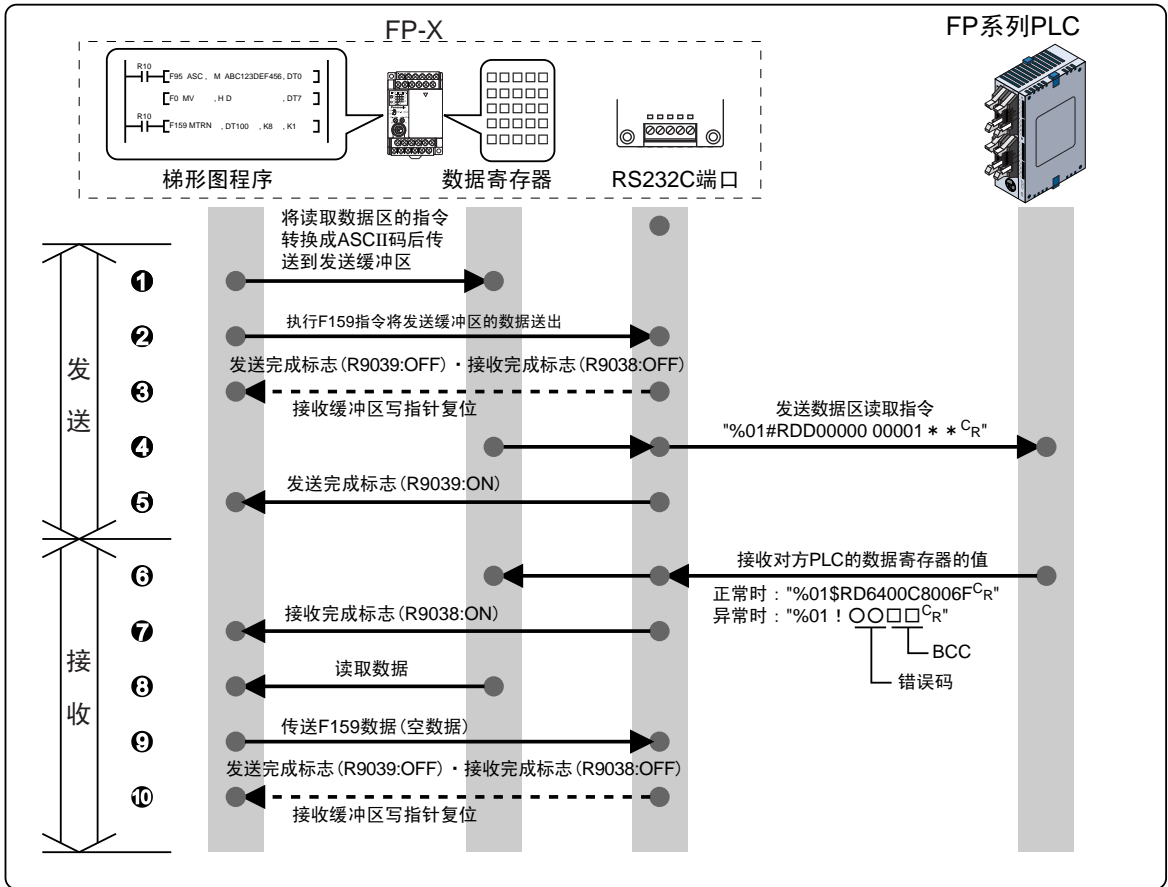 FP-X
FP系列PLC
R10
F95 ASC , M ABC123DEF456, DT0
F0 MV , H D , DT7
R10
F159 MTRN , DT100 , K8 , K1
梯形图程序
数据寄存器
RS232C端口
将读取数据区的指令
转换成ASCII码后传
送到发送缓冲区
发送
❶
❷
执行F159指令将发送缓冲区的数据送出
发送完成标志(R9039:OFF)・接收完成标志(R9038:OFF)
❸
接收缓冲区写指针复位
发送数据区读取指令
❹
"%01#RDD00000 00001＊＊CR"
❺
发送完成标志(R9039:ON)
接收
❻
接收对方PLC的数据寄存器的值
正常时："%01$RD6400C8006FCR"
异常时："%01！○○□□CR"
BCC
错误码
❼
接收完成标志(R9038:ON)
❽
读取数据
❾
传送F159数据(空数据)
发送完成标志(R9039:OFF)・接收完成标志(R9038:OFF)
❿
接收缓冲区写指针复位